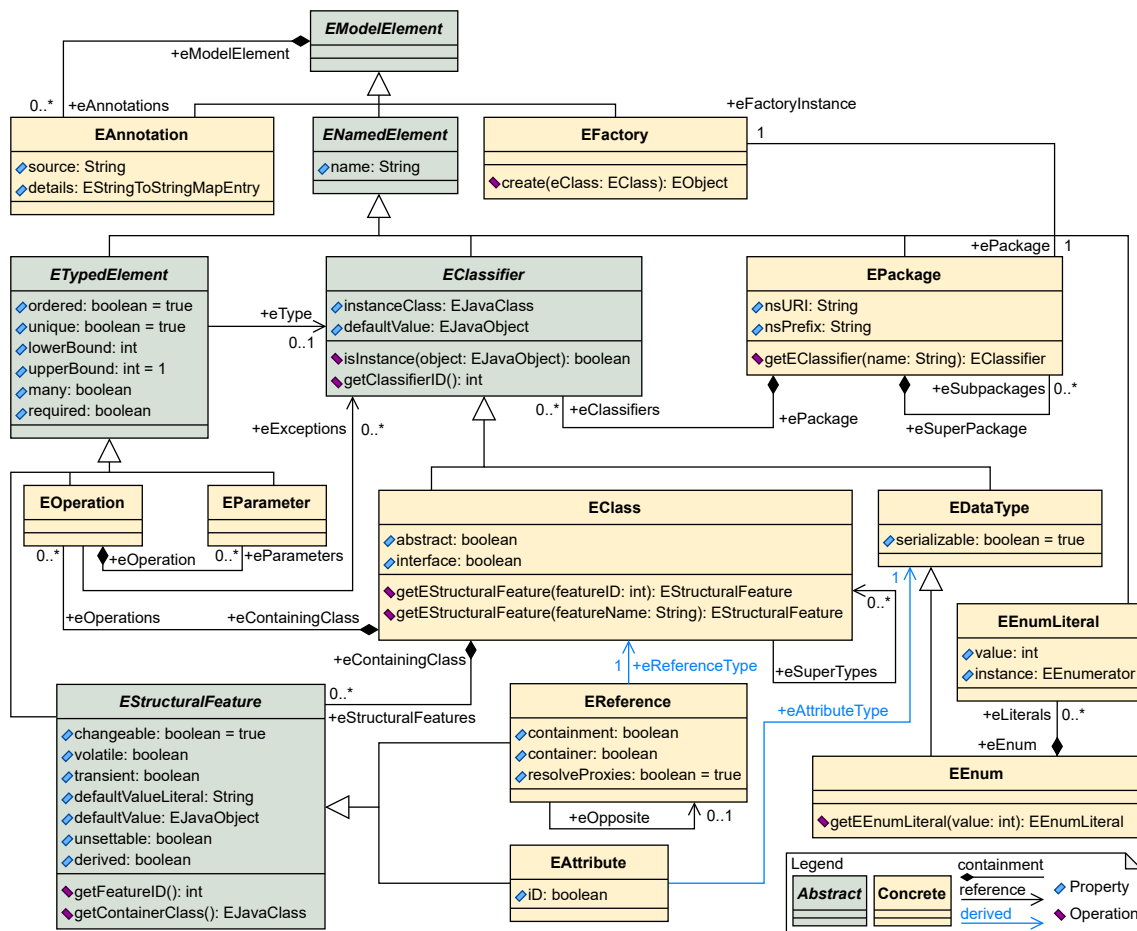 EModelElement
+eModelElement
0..*
+eAnnotations
+eFactoryInstance
1
EAnnotation
source: String
details: EStringToStringMapEntry
ENamedElement
name: String
EFactory
create(eClass: EClass): EObject
+ePackage
1
ETypedElement
ordered: boolean = true
unique: boolean = true
lowerBound: int
upperBound: int = 1
many: boolean
required: boolean
+eType
0..1
EClassifier
instanceClass: EJavaClass
defaultValue: EJavaObject
isInstance(object: EJavaObject): boolean
getClassifierID(): int
EPackage
nsURI: String
nsPrefix: String
getEClassifier(name: String): EClassifier
+eSubpackages
0..*
+eSuperPackage
0..*
+eClassifiers
+ePackage
+eExceptions
0..*
EOperation
EParameter
0..*
+eOperation
0..*
+eParameters
+eOperations
+eContainingClass
EClass
abstract: boolean
interface: boolean
getEStructuralFeature(featureID: int): EStructuralFeature
getEStructuralFeature(featureName: String): EStructuralFeature
0..*
+eSuperTypes
EDataType
serializable: boolean = true
1
+eAttributeType
EEnumLiteral
value: int
instance: EEnumerator
+eLiterals
0..*
+eEnum
EEnum
getEEnumLiteral(value: int): EEnumLiteral
+eContainingClass
0..*
+eStructuralFeatures
1
+eReferenceType
EStructuralFeature
changeable: boolean = true
volatile: boolean
transient: boolean
defaultValueLiteral: String
defaultValue: EJavaObject
unsettable: boolean
derived: boolean
getFeatureID(): int
getContainerClass(): EJavaClass
EReference
containment: boolean
container: boolean
resolveProxies: boolean = true
+eOpposite
0..1
EAttribute
iD: boolean
Legend
Abstract
Concrete
containment
reference
derived
Property
Operation